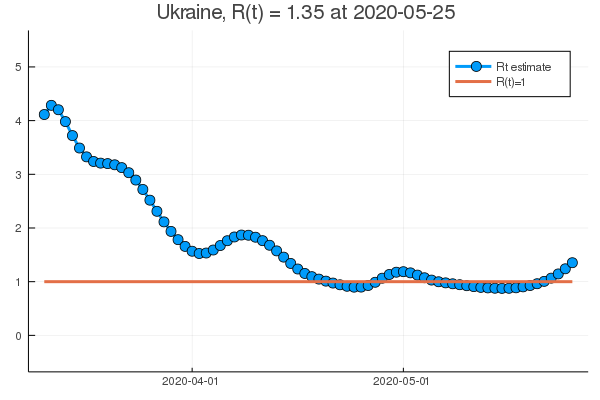 Ukraine, R(t) = 1.35 at 2020-05-25
5
4
3
2
1
0
Rt estimate
R(t)=1
2020-04-01
2020-05-01